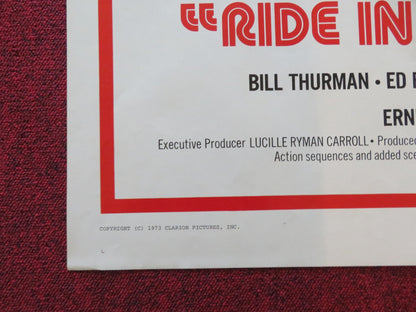 “RIDE IN
BILL THURMAN • ED
ERN
Executive Producer LUCILLE RYMAN CARROLL • Produced
Action sequences and added sce
COPYRIGHT (C) 1973 CLARION PICTURES, INC.